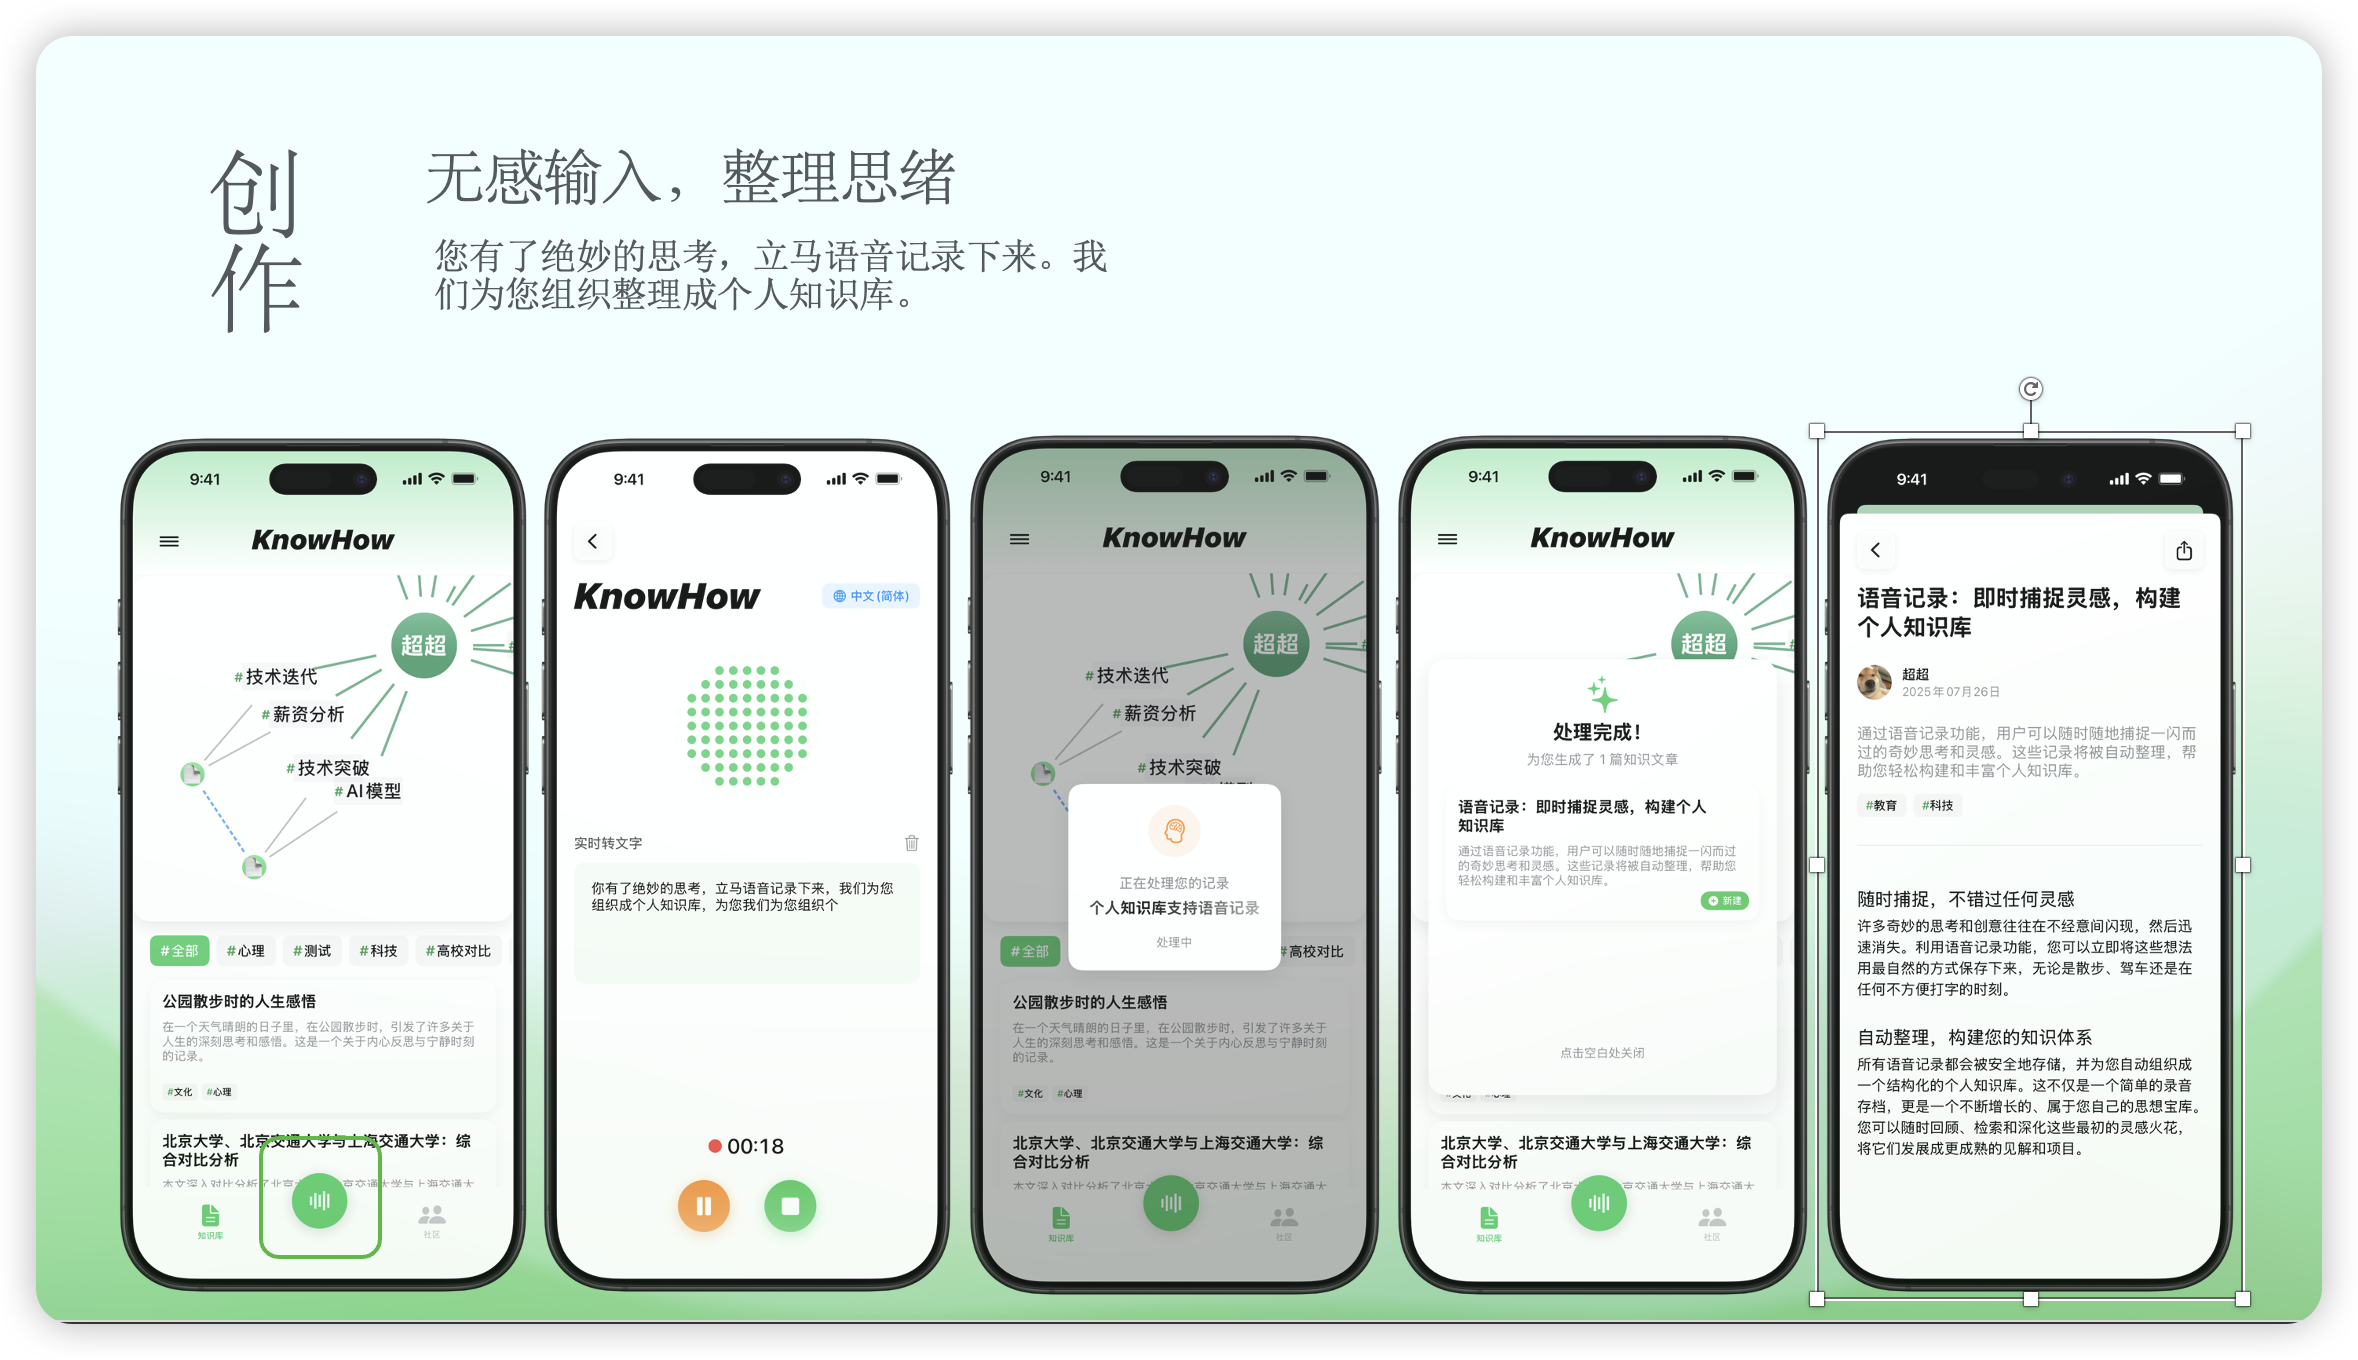 创
作
无感输入，整理思绪
您有了绝妙的思考，立马语音记录下来。我
们为您组织整理成个人知识库。
9:41
KnowHow
超超
#技术迭代
#薪资分析
#技术突破
#AI模型
#全部
#心理
#测试
#科技
#高校对比
公园散步时的人生感悟
在一个天气晴朗的日子里，在公园散步时，引发了许多关于
人生的深刻思考和感悟。这是一个关于内心反思与宁静时刻
的记录。
#文化
#心理
北京大学、北京交通大学与上海交通大学：综
合对比分析
本文深入对比分析了北京大学、北京交通大学与上海交通大
知识库
社区
9:41
KnowHow
中文(简体)
实时转文字
你有了绝妙的思考，立马语音记录下来，我们为您
组织成个人知识库，为您我们为您组织个
00:18
9:41
KnowHow
超超
#技术迭代
#薪资分析
#技术突破
正在处理您的记录
个人知识库支持语音记录
处理中
#全部
#高校对比
公园散步时的人生感悟
在一个天气晴朗的日子里，在公园散步时，引发了许多关于
人生的深刻思考和感悟。这是一个关于内心反思与宁静时刻
的记录。
#文化
#心理
北京大学、北京交通大学与上海交通大学：综
合对比分析
知识库
社区
9:41
KnowHow
超超
处理完成！
为您生成了 1 篇知识文章
语音记录：即时捕捉灵感，构建个人
知识库
通过语音记录功能，用户可以随时随地捕捉一闪而过
的奇妙思考和灵感。这些记录将被自动整理，帮助您
轻松构建和丰富个人知识库。
新建
点击空白处关闭
北京大学、北京交通大学与上海交通大学：综
合对比分析
知识库
社区
9:41
语音记录：即时捕捉灵感，构建
个人知识库
超超
2025年07月26日
通过语音记录功能，用户可以随时随地捕捉一闪而
过的奇妙思考和灵感。这些记录将被自动整理，帮
助您轻松构建和丰富个人知识库。
#教育
#科技
随时捕捉，不错过任何灵感
许多奇妙的思考和创意往往在不经意间闪现，然后迅
速消失。利用语音记录功能，您可以立即将这些想法
用最自然的方式保存下来，无论是散步、驾车还是在
任何不方便打字的时刻。
自动整理，构建您的知识体系
所有语音记录都会被安全地存储，并为您自动组织成
一个结构化的个人知识库。这不仅是一个简单的录音
存档，更是一个不断增长的、属于您自己的思想宝库。
您可以随时回顾、检索和深化这些最初的灵感火花，
将它们发展成更成熟的见解和项目。